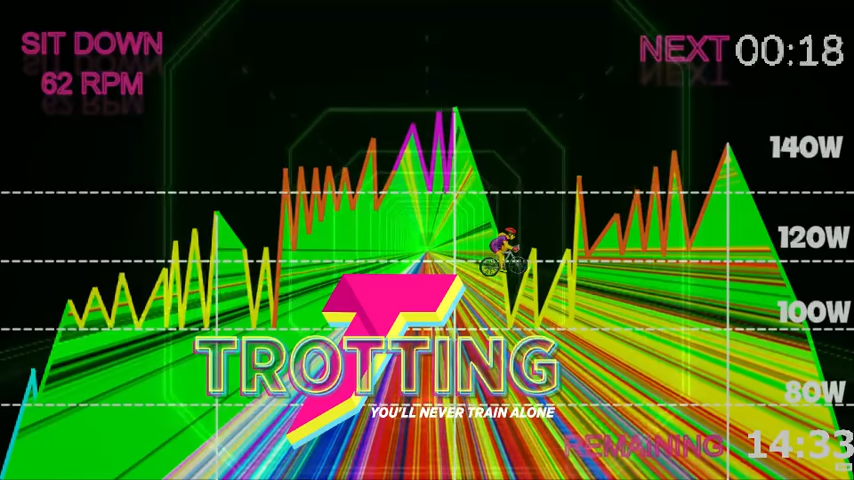 SIT DOWN
62 RPM
NEXT 00:18
140W
120W
100W
80W
TROTTING
YOU'LL NEVER TRAIN ALONE
REMAINING 14:33